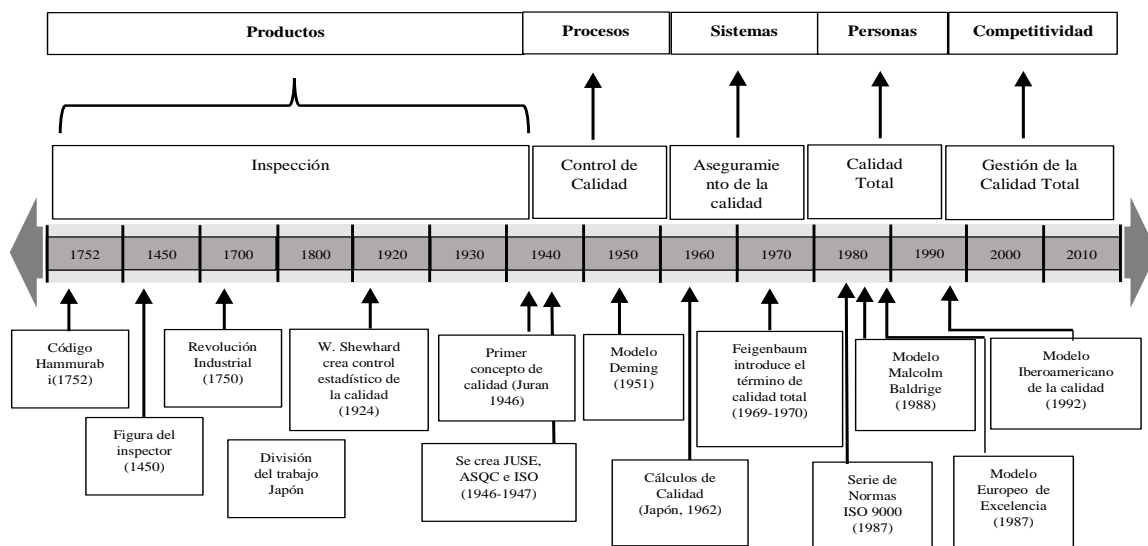 Productos
Procesos
Sistemas
Personas
Competitividad
Inspección
Control de
Calidad
Aseguramie
nto de la
calidad
Calidad
Total
Gestión de la
Calidad Total
1752
1450
1700
1800
1920
1930
1940
1950
1960
1970
1980
1990
2000
2010
Código
Hammurab
i(1752)
Revolución
Industrial
(1750)
W. Shewhard
crea control
estadístico de
la calidad
(1924)
Primer
concepto de
calidad (Juran
1946)
Modelo
Deming
(1951)
Feigenbaum
introduce el
término de
calidad total
(1969-1970)
Modelo
Malcolm
Baldrige
(1988)
Modelo
Iberoamericano
de la calidad
(1992)
Figura del
inspector
(1450)
División
del trabajo
Japón
Se crea JUSE,
ASQC e ISO
(1946-1947)
Cálculos de
Calidad
(Japón, 1962)
Serie de
Normas
ISO 9000
(1987)
Modelo
Europeo de
Excelencia
(1987)